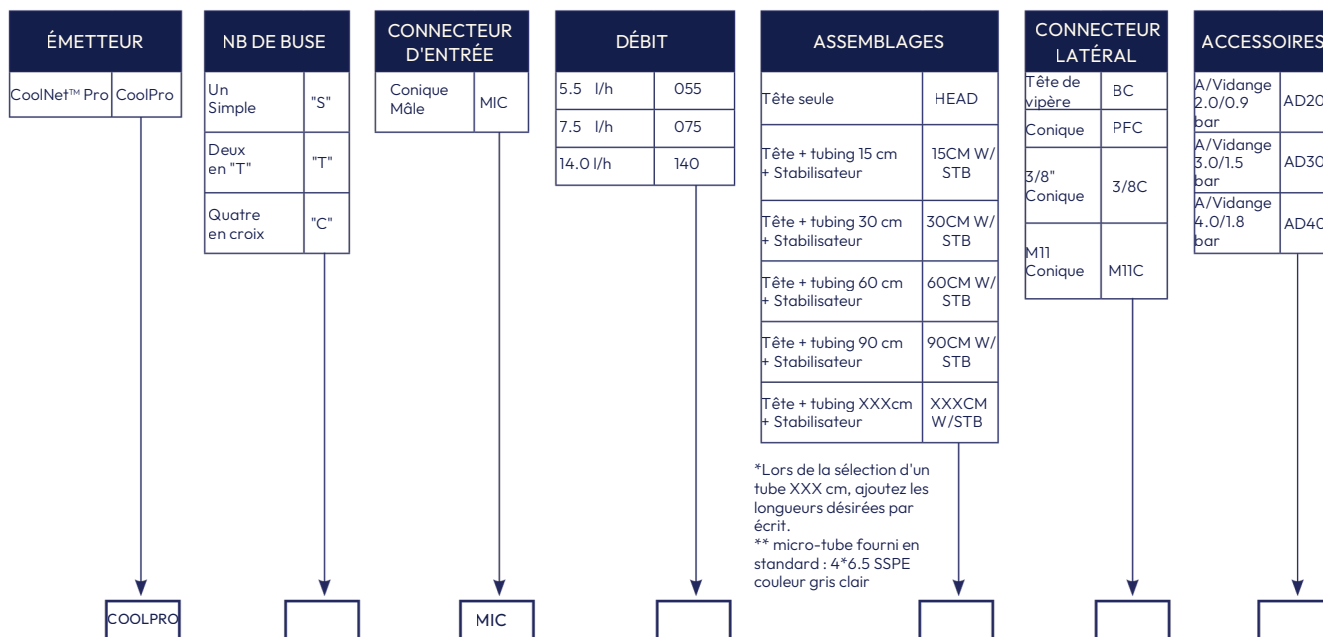 ÉMETTEUR
CoolNet™ Pro
CoolPro
NB DE BUSE
Un
Simple
"S"
Deux
en "T"
"T"
Quatre
en croix
"C"
CONNECTEUR
D'ENTRÉE
Conique
Mâle
MIC
DÉBIT
5.5 l/h
055
7.5 l/h
075
14.0 l/h
140
ASSEMBLAGES
Tête seule
HEAD
Tête + tubing 15 cm
+ Stabilisateur
15CM W/
STB
Tête + tubing 30 cm
+ Stabilisateur
30CM W/
STB
Tête + tubing 60 cm
+ Stabilisateur
60CM W/
STB
Tête + tubing 90 cm
+ Stabilisateur
90CM W/
STB
Tête + tubing XXXcm
+ Stabilisateur
XXXCM
W/STB
*Lors de la sélection d'un
tube XXX cm, ajoutez les
longueurs désirées par
écrit.
** micro-tube fourni en
standard : 4*6.5 SSPE
couleur gris clair
CONNECTEUR
LATÉRAL
Tête de
vipère
BC
Conique
PFC
3/8"
Conique
3/8C
M11
Conique
M11C
ACCESSOIRES
A/Vidange
2.0/0.9
bar
AD20
A/Vidange
3.0/1.5
bar
AD30
A/Vidange
4.0/1.8
bar
AD40
COOLPRO
MIC